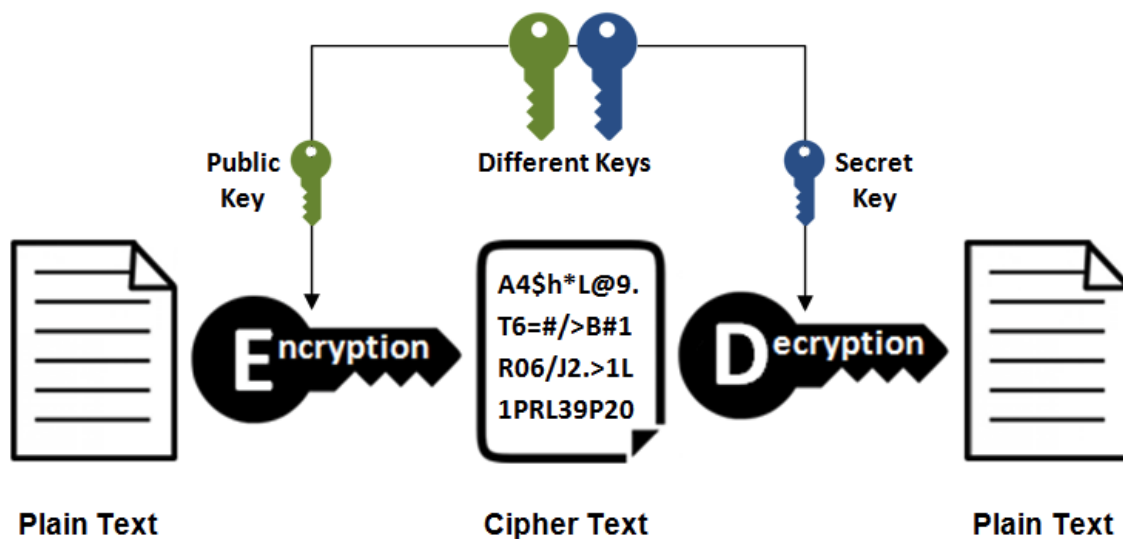 Different Keys
Public
Key
Secret
Key
Encryption
A4$h*L@9.
T6=#/>B#1
R06/J2.>1L
1PRL39P20
Decryption
Plain Text
Cipher Text
Plain Text